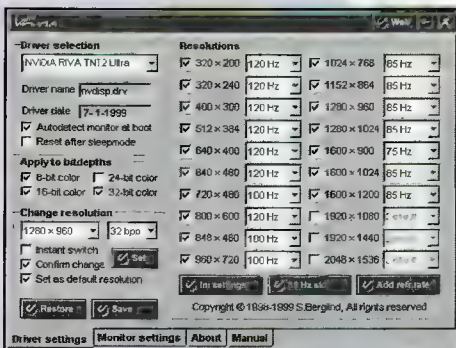 Web
Driver selection
NVIDIA RIVA TNT2 Ultra
Driver name nvdisp.drv
Driver date 7-1-1999
Autodetect monitor at boot
Reset after sleepmode
Apply to bitdepths
8-bit color 24-bit color
16-bit color 32-bit color
Change resolution
1280 × 960 32 bpp
Instant switch
Confirm change Set
Set as default resolution
Restore Save
Resolutions
320 × 200 120 Hz 1024 × 768 85 Hz
320 × 240 120 Hz 1152 × 864 85 Hz
400 × 300 120 Hz 1280 × 960 85 Hz
512 × 384 120 Hz 1280 × 1024 85 Hz
640 × 400 120 Hz 1600 × 900 75 Hz
640 × 480 120 Hz 1600 × 1024 85 Hz
720 × 480 100 Hz 1600 × 1200 85 Hz
800 × 600 120 Hz 1920 × 1080
848 × 480 100 Hz 1920 × 1440
960 × 720 120 Hz 2048 × 1536
Inf settings Hz Add refr.rate
Copyright © 1998-1999 S.Berglind, All rights reserved
Driver settings Monitor settings About Manual